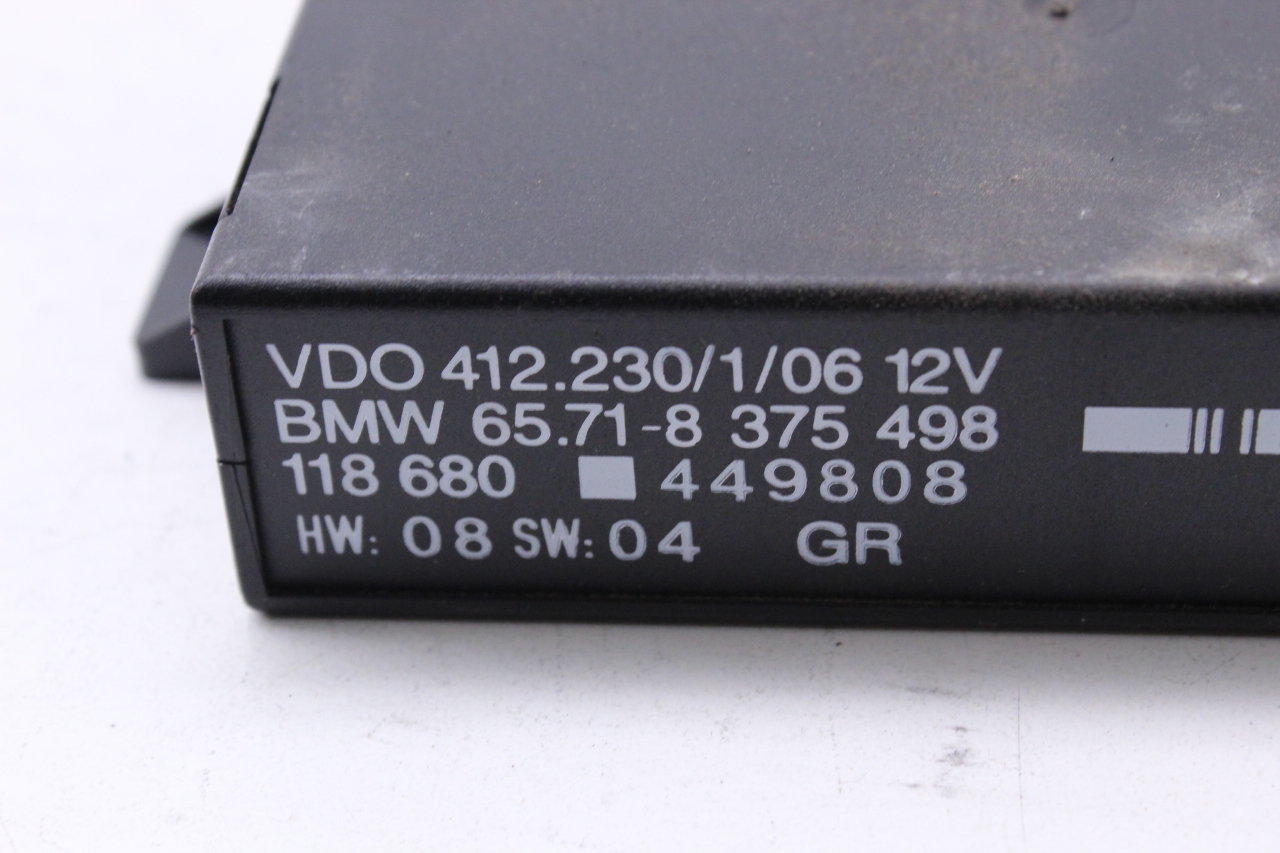 VDO 412.230/1/06 12V
BMW 65.71-8 375 498
118 680 449808
HW: 08 SW: 04 GR